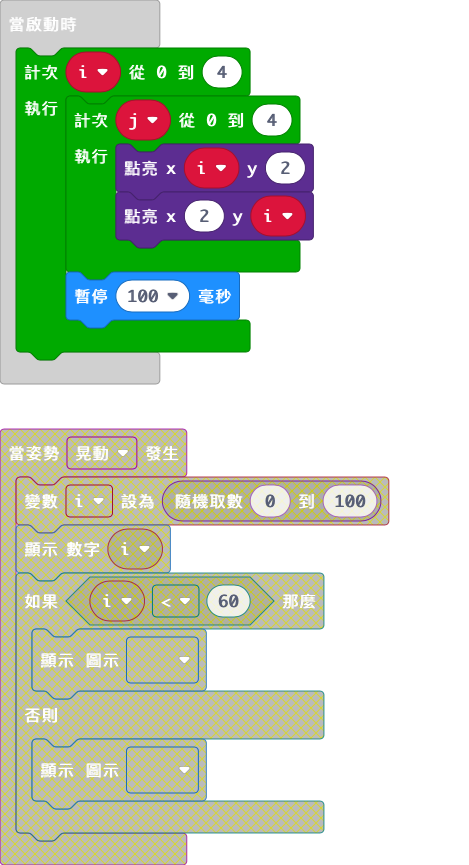 當啟動時
計次 i 從 0 到 4
執行
計次 j 從 0 到 4
執行
點亮 x i y 2
點亮 x 2 y i
暫停 100 毫秒
當姿勢 晃動 發生
變數 i 設為 隨機取數 0 到 100
顯示 數字 i
如果 i < 60 那麼
顯示 圖示
否則
顯示 圖示